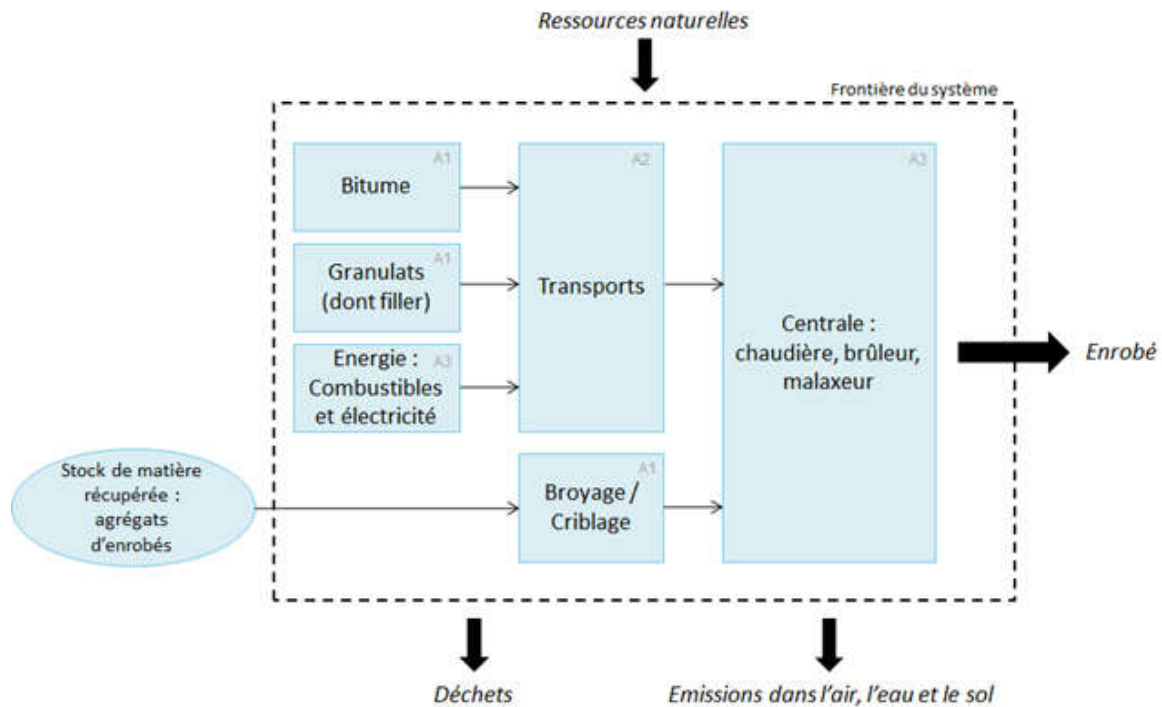 Ressources naturelles
Frontière du système
A1
Bitume
A2
A3
A1
Granulats
(dont filler)
Transports
Centrale :
chaudière, brûleur,
malaxeur
Enrobé
A3
Energie :
Combustibles
et électricité
Stock de matière
récupérée :
agrégats
d'enrobés
A1
Broyage /
Criblage
Déchets
Emissions dans l'air, l'eau et le sol